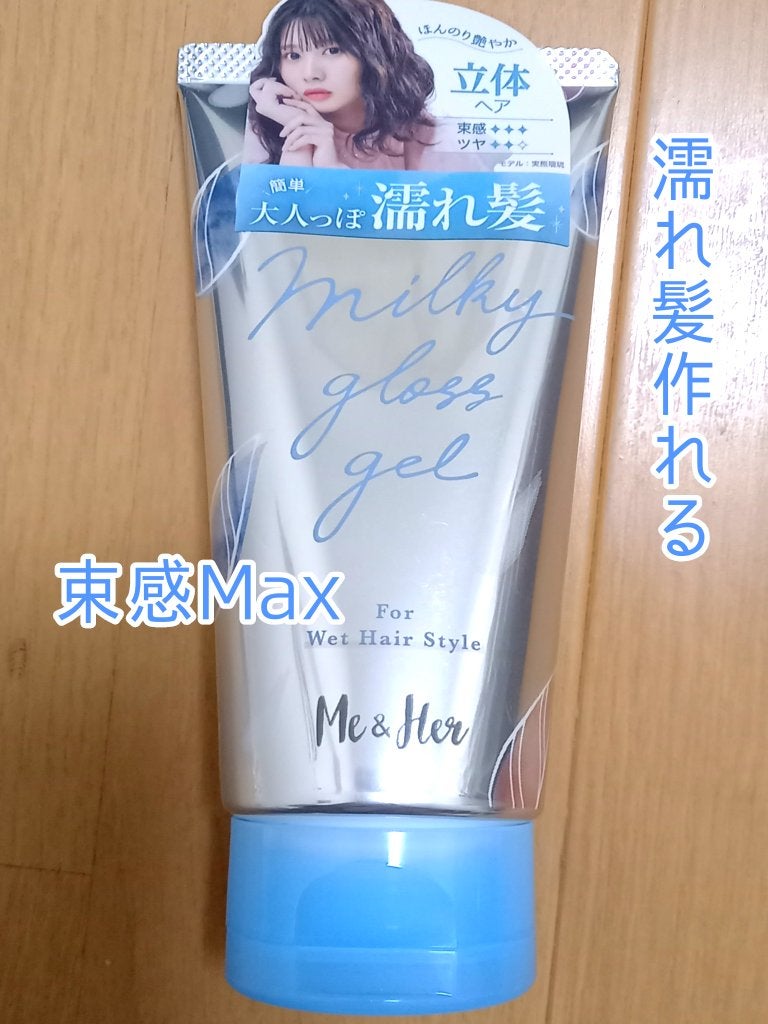 ほんのり艶やか
立体
ヘア
束感✦✦✦
ツヤ✦✦✧
モデル:実熊瑠琉
簡単
大人っぽ濡れ髪
milky
gloss
gel
濡れ髪作れる
束感Max
For
Wet Hair Style
Me & Her